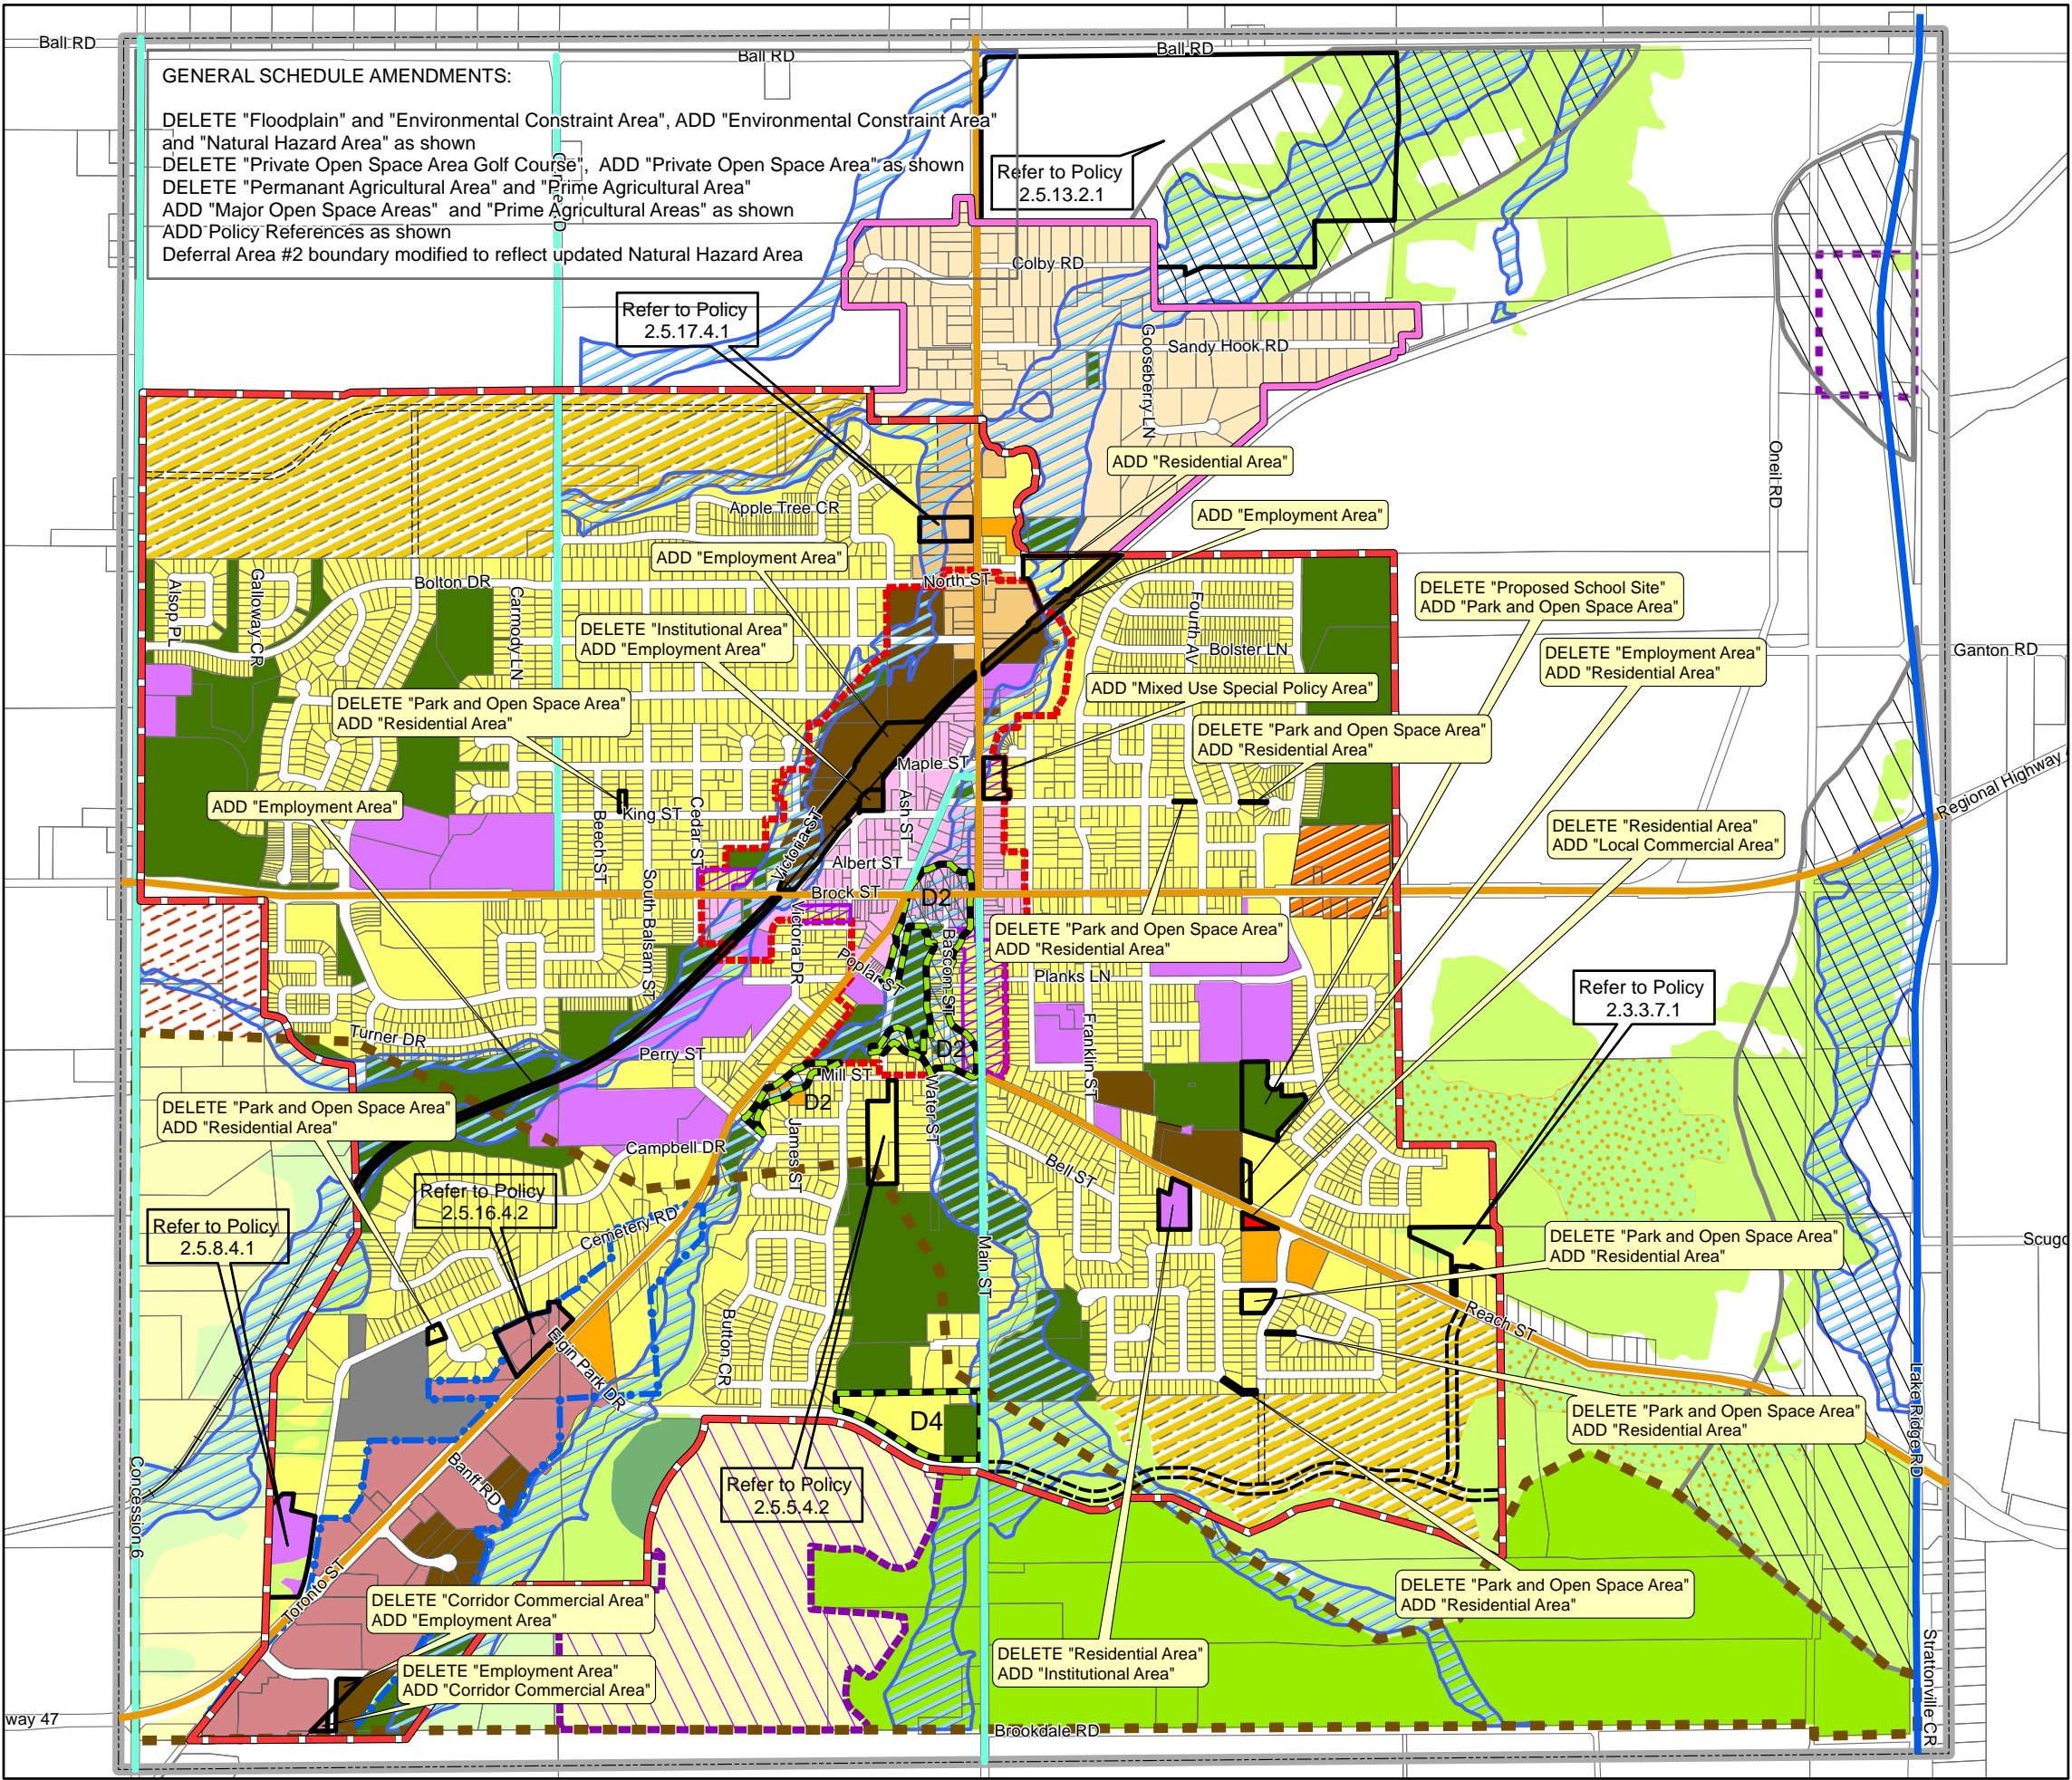 Ball RD
Ball RD
Ball RD
GENERAL SCHEDULE AMENDMENTS:
DELETE "Floodplain" and "Environmental Constraint Area", ADD "Environmental Constraint Area"
and "Natural Hazard Area" as shown
DELETE "Private Open Space Area Golf Course", ADD "Private Open Space Area" as shown
DELETE "Permanant Agricultural Area" and "Prime Agricultural Area"
ADD "Major Open Space Areas" and "Prime Agricultural Areas" as shown
ADD Policy References as shown
Deferral Area #2 boundary modified to reflect updated Natural Hazard Area
Refer to Policy
2.5.13.2.1
Colby RD
Refer to Policy
2.5.17.4.1
Gooseberry LN
Sandy Hook RD
Oneil RD
ADD "Residential Area"
Apple Tree CR
ADD "Employment Area"
ADD "Employment Area"
North ST
Bolton DR
Alsop PL
Galloway CR
Carmody LN
Fourth AV
Bolster LN
DELETE "Proposed School Site"
ADD "Park and Open Space Area"
DELETE "Institutional Area"
ADD "Employment Area"
DELETE "Employment Area"
ADD "Residential Area"
Ganton RD
ADD "Mixed Use Special Policy Area"
DELETE "Park and Open Space Area"
ADD "Residential Area"
DELETE "Park and Open Space Area"
ADD "Residential Area"
Maple ST
Regional Highway
ADD "Employment Area"
King ST
Beech ST
Cedar ST
Ash ST
Victoria ST
DELETE "Residential Area"
ADD "Local Commercial Area"
Albert ST
South Balsam ST
Brock ST
D2
Victoria DR
DELETE "Park and Open Space Area"
ADD "Residential Area"
Poplar ST
Bascom ST
Planks LN
Refer to Policy
2.3.3.7.1
Turner DR
Perry ST
D2
Franklin ST
Mill ST
D2
Water ST
DELETE "Park and Open Space Area"
ADD "Residential Area"
James ST
Campbell DR
Bell ST
Refer to Policy
2.5.16.4.2
Cemetery RD
Refer to Policy
2.5.8.4.1
Main ST
DELETE "Park and Open Space Area"
ADD "Residential Area"
Reach ST
Elgin Park DR
Button CR
Lake Ridge RD
DELETE "Park and Open Space Area"
ADD "Residential Area"
D4
Concession 6
Banff RD
Refer to Policy
2.5.5.4.2
Toronto ST
DELETE "Corridor Commercial Area"
ADD "Employment Area"
DELETE "Park and Open Space Area"
ADD "Residential Area"
DELETE "Residential Area"
ADD "Institutional Area"
DELETE "Employment Area"
ADD "Corridor Commercial Area"
Strattonville CR
way 47
Brookdale RD